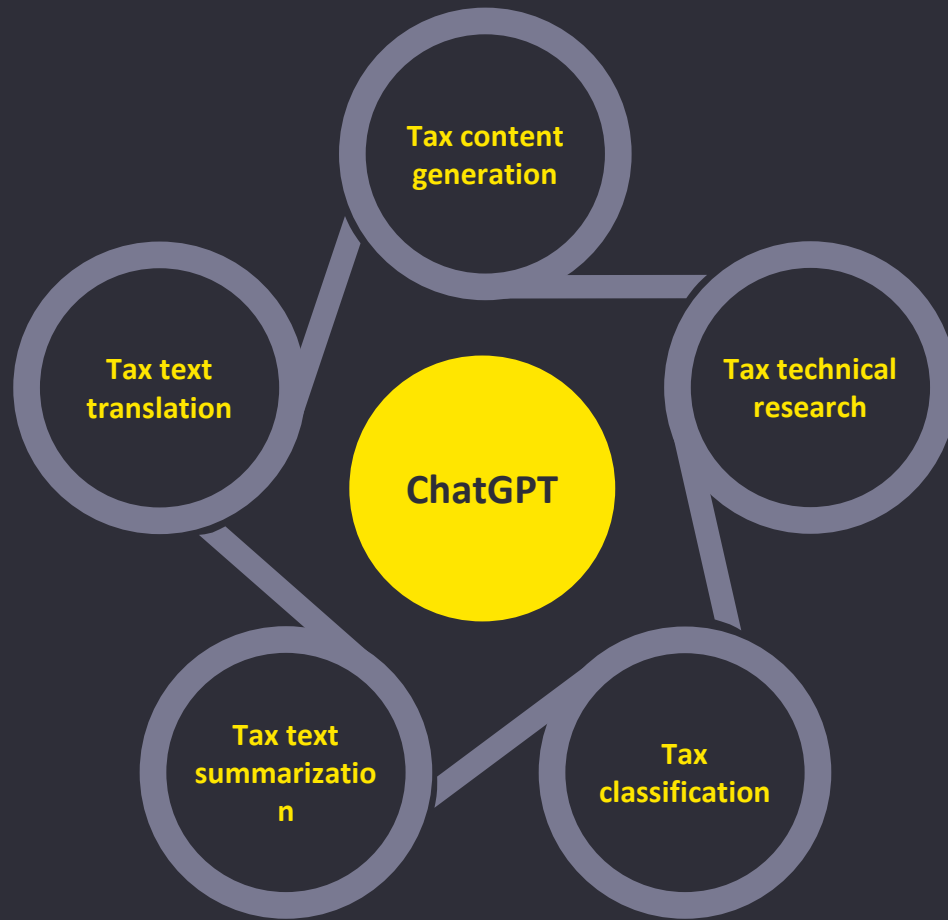 Tax content
generation
Tax technical
research
Tax
classification
Tax text
summarizatio
n
Tax text
translation
ChatGPT